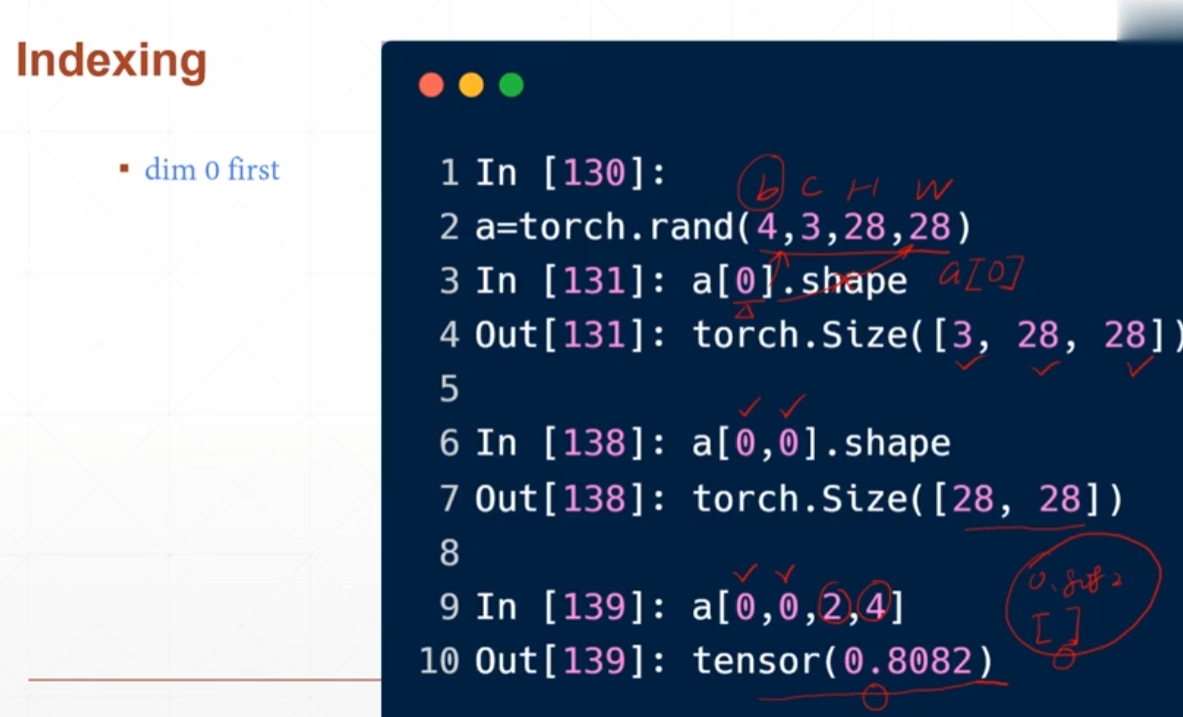 Indexing
▪ dim 0 first
1 In [130]:
b C H W
2 a=torch.rand(4,3,28,28)
3 In [131]: a[0].shape a[0]
4 Out[131]: torch.Size([3, 28, 28])
5
6 In [138]: a[0,0].shape
7 Out[138]: torch.Size([28, 28])
8
9 In [139]: a[0,0,2,4]
[ ]
10 Out[139]: tensor(0.8082)